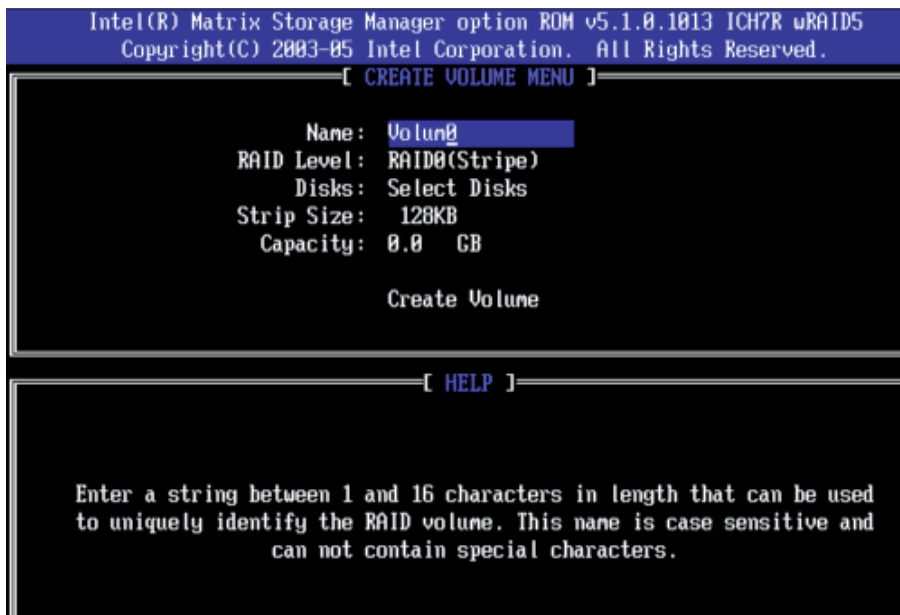 Intel(R) Matrix Storage Manager option ROM v5.1.0.1013 ICH7R wRAID5
Copyright(C) 2003-05 Intel Corporation. All Rights Reserved.
[ CREATE VOLUME MENU ]
Name: Volum0
RAID Level: RAID0(Stripe)
Disks: Select Disks
Strip Size: 128KB
Capacity: 0.0 GB
Create Volume
[ HELP ]
Enter a string between 1 and 16 characters in length that can be used
to uniquely identify the RAID volume. This name is case sensitive and
can not contain special characters.